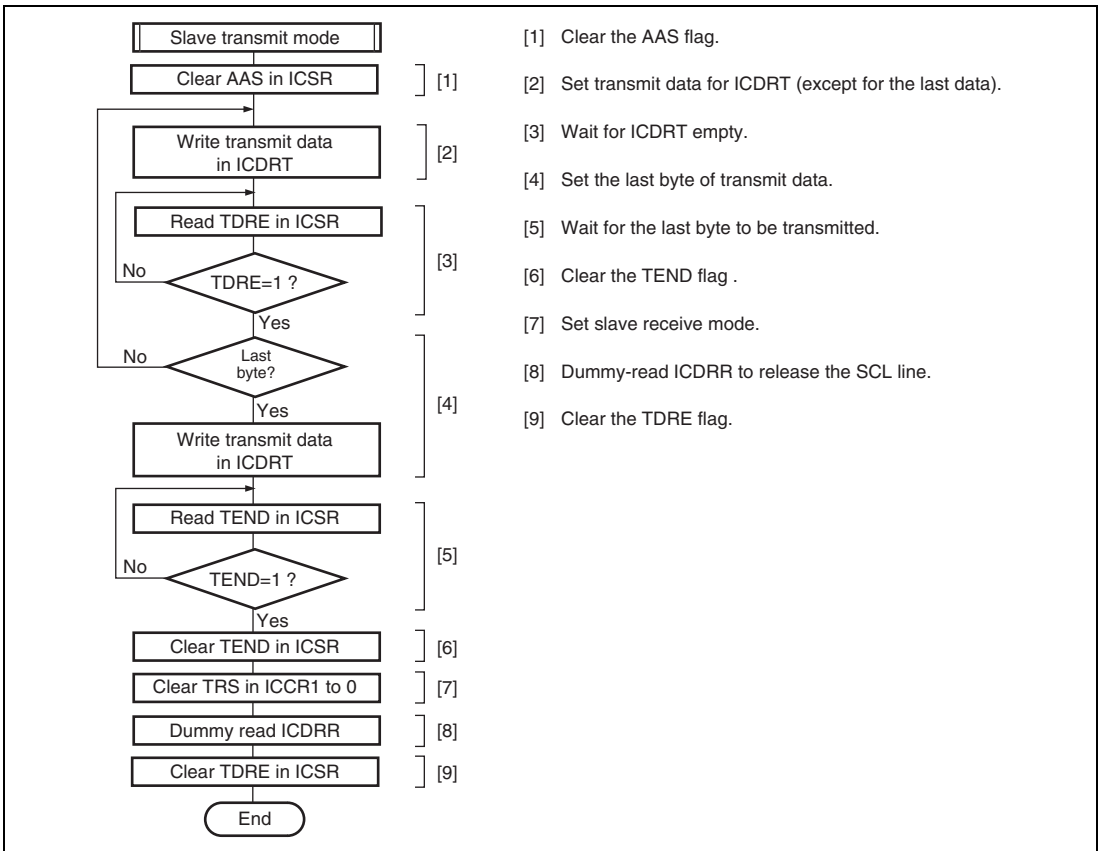 Slave transmit mode
Clear AAS in ICSR
[1]
Write transmit data
in ICDRT
[2]
Read TDRE in ICSR
No
TDRE=1 ?
[3]
Yes
No
Last
byte?
Yes
[4]
Write transmit data
in ICDRT
Read TEND in ICSR
No
TEND=1 ?
[5]
Yes
Clear TEND in ICSR
[6]
Clear TRS in ICCR1 to 0
[7]
Dummy read ICDRR
[8]
Clear TDRE in ICSR
[9]
End
[1] Clear the AAS flag.
[2] Set transmit data for ICDRT (except for the last data).
[3] Wait for ICDRT empty.
[4] Set the last byte of transmit data.
[5] Wait for the last byte to be transmitted.
[6] Clear the TEND flag .
[7] Set slave receive mode.
[8] Dummy-read ICDRR to release the SCL line.
[9] Clear the TDRE flag.